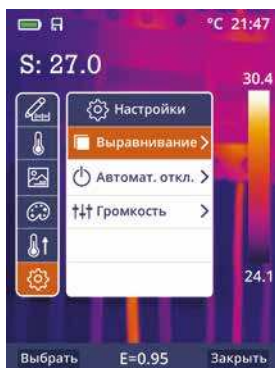 °C 21:47
S: 27.0
30.4
Настройки
Выравнивание
Автомат. откл.
Громкость
24.1
Выбрать E=0.95 Закрыть